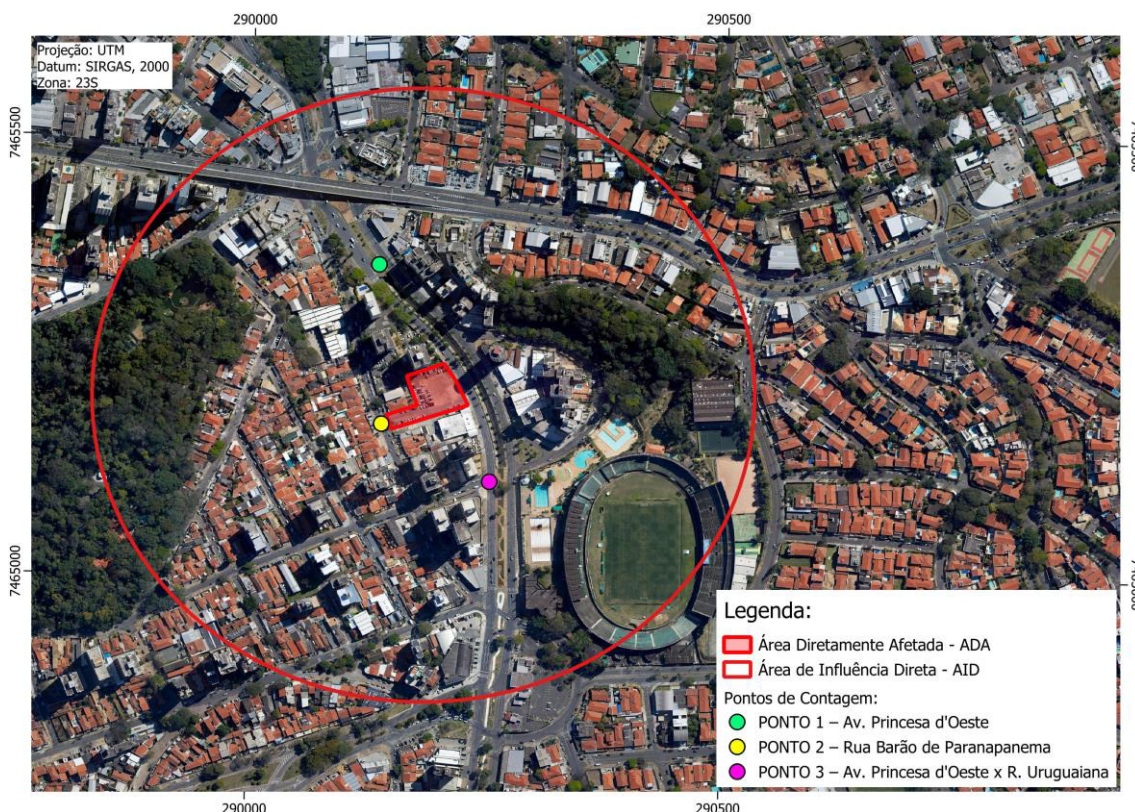 290000
290500
Projeção: UTM
Datum: SIRGAS, 2000
Zona: 23S
7465500
7465500
7465000
7465000
Legenda:
Área Diretamente Afetada - ADA
Área de Influência Direta - AID
Pontos de Contagem:
PONTO 1 – Av. Princesa d'Oeste
PONTO 2 – Rua Barão de Paranapanema
PONTO 3 – Av. Princesa d'Oeste x R. Uruguaiana
290000
290500